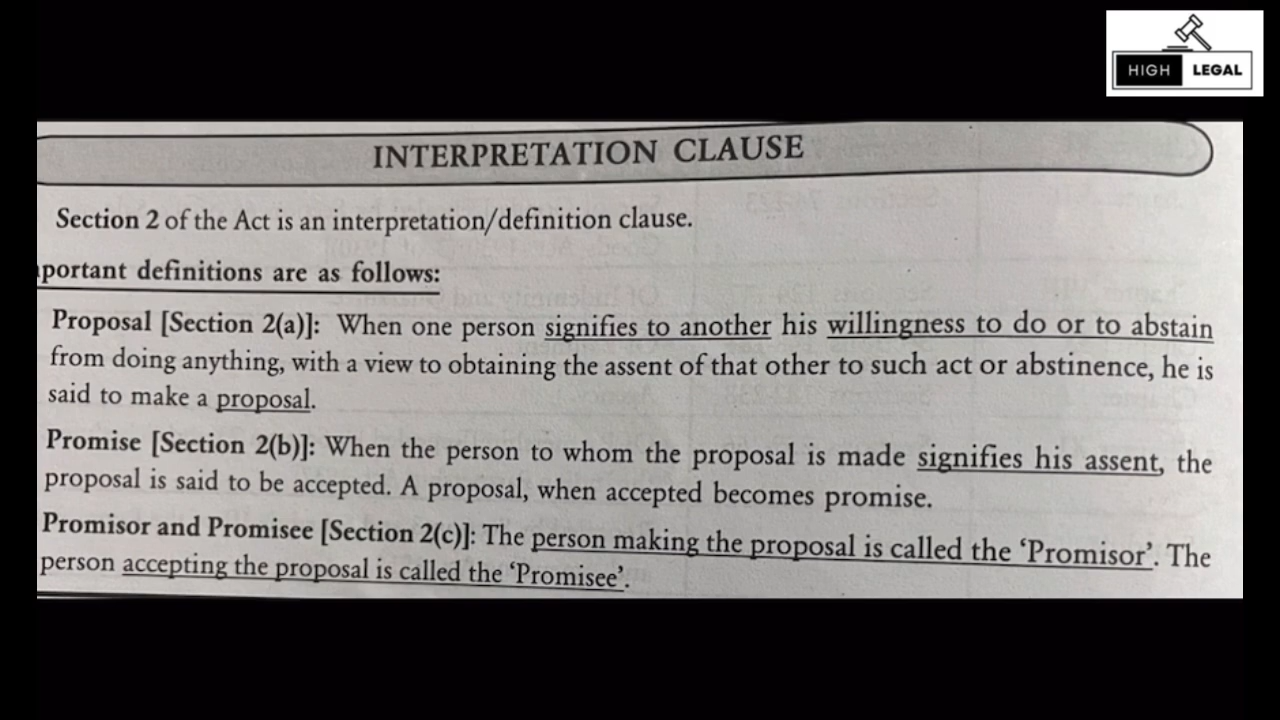 HIGH LEGAL
INTERPRETATION CLAUSE
Section 2 of the Act is an interpretation/definition clause.
portant definitions are as follows:
Proposal [Section 2(a)]: When one person signifies to another his willingness to do or to abstain
from doing anything, with a view to obtaining the assent of that other to such act or abstinence, he is
said to make a proposal.
Promise [Section 2(b)]: When the person to whom the proposal is made signifies his assent, the
proposal is said to be accepted. A proposal, when accepted becomes promise.
Promisor and Promisee [Section 2(c)]: The person making the proposal is called the ‘Promisor’. The
person accepting the proposal is called the ‘Promisee’.